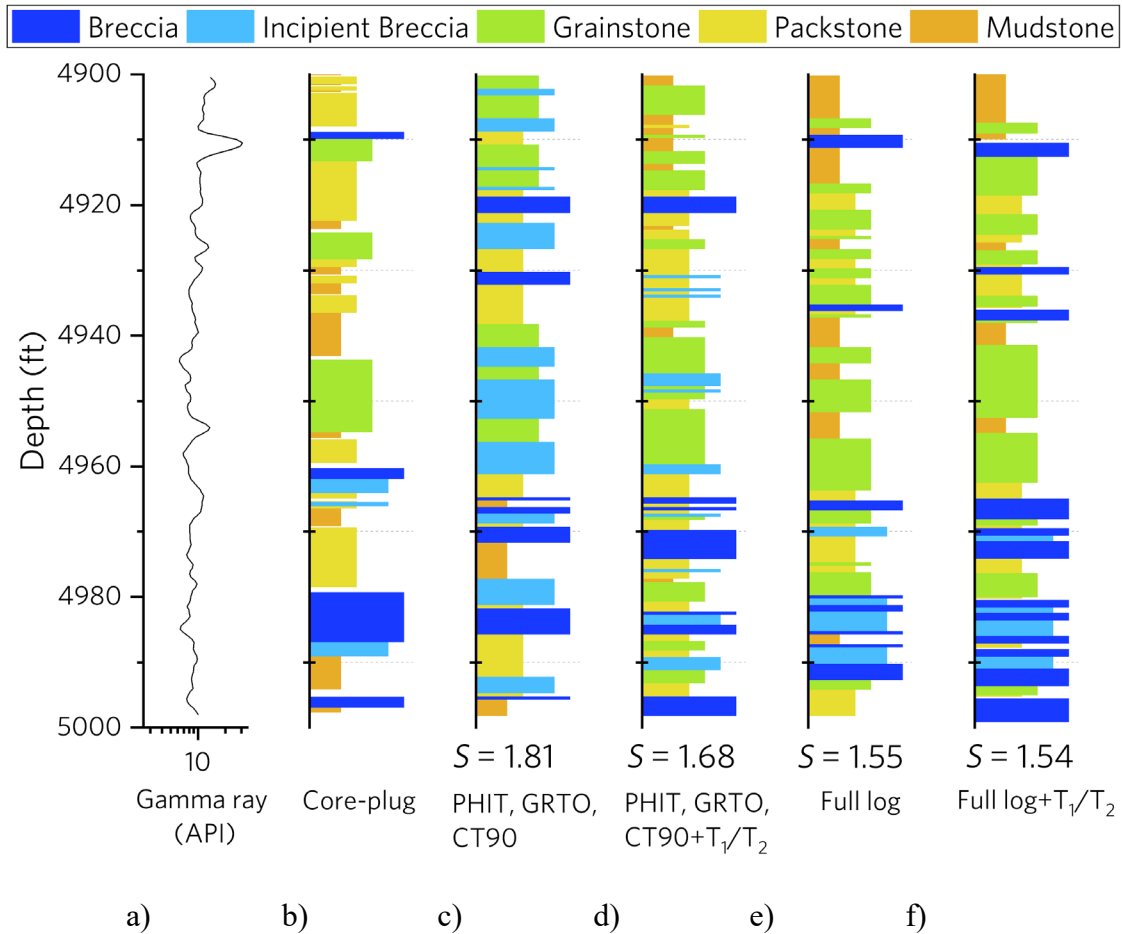 Breccia Incipient Breccia Grainstone Packstone Mudstone
Depth (ft)
4900
4920
4940
4960
4980
5000
10
Gamma ray
(API)
Core-plug
S = 1.81
PHIT, GRTO,
CT90
S = 1.68
PHIT, GRTO,
CT90+T₁/T₂
S = 1.55
Full log
S = 1.54
Full log+T₁/T₂
a) b) c) d) e) f)